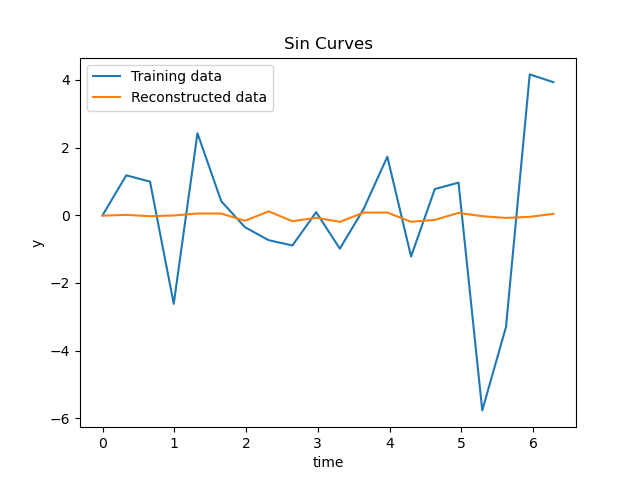 Sin Curves
Training data
Reconstructed data
4
2
0
−2
−4
−6
y
0 1 2 3 4 5 6
time